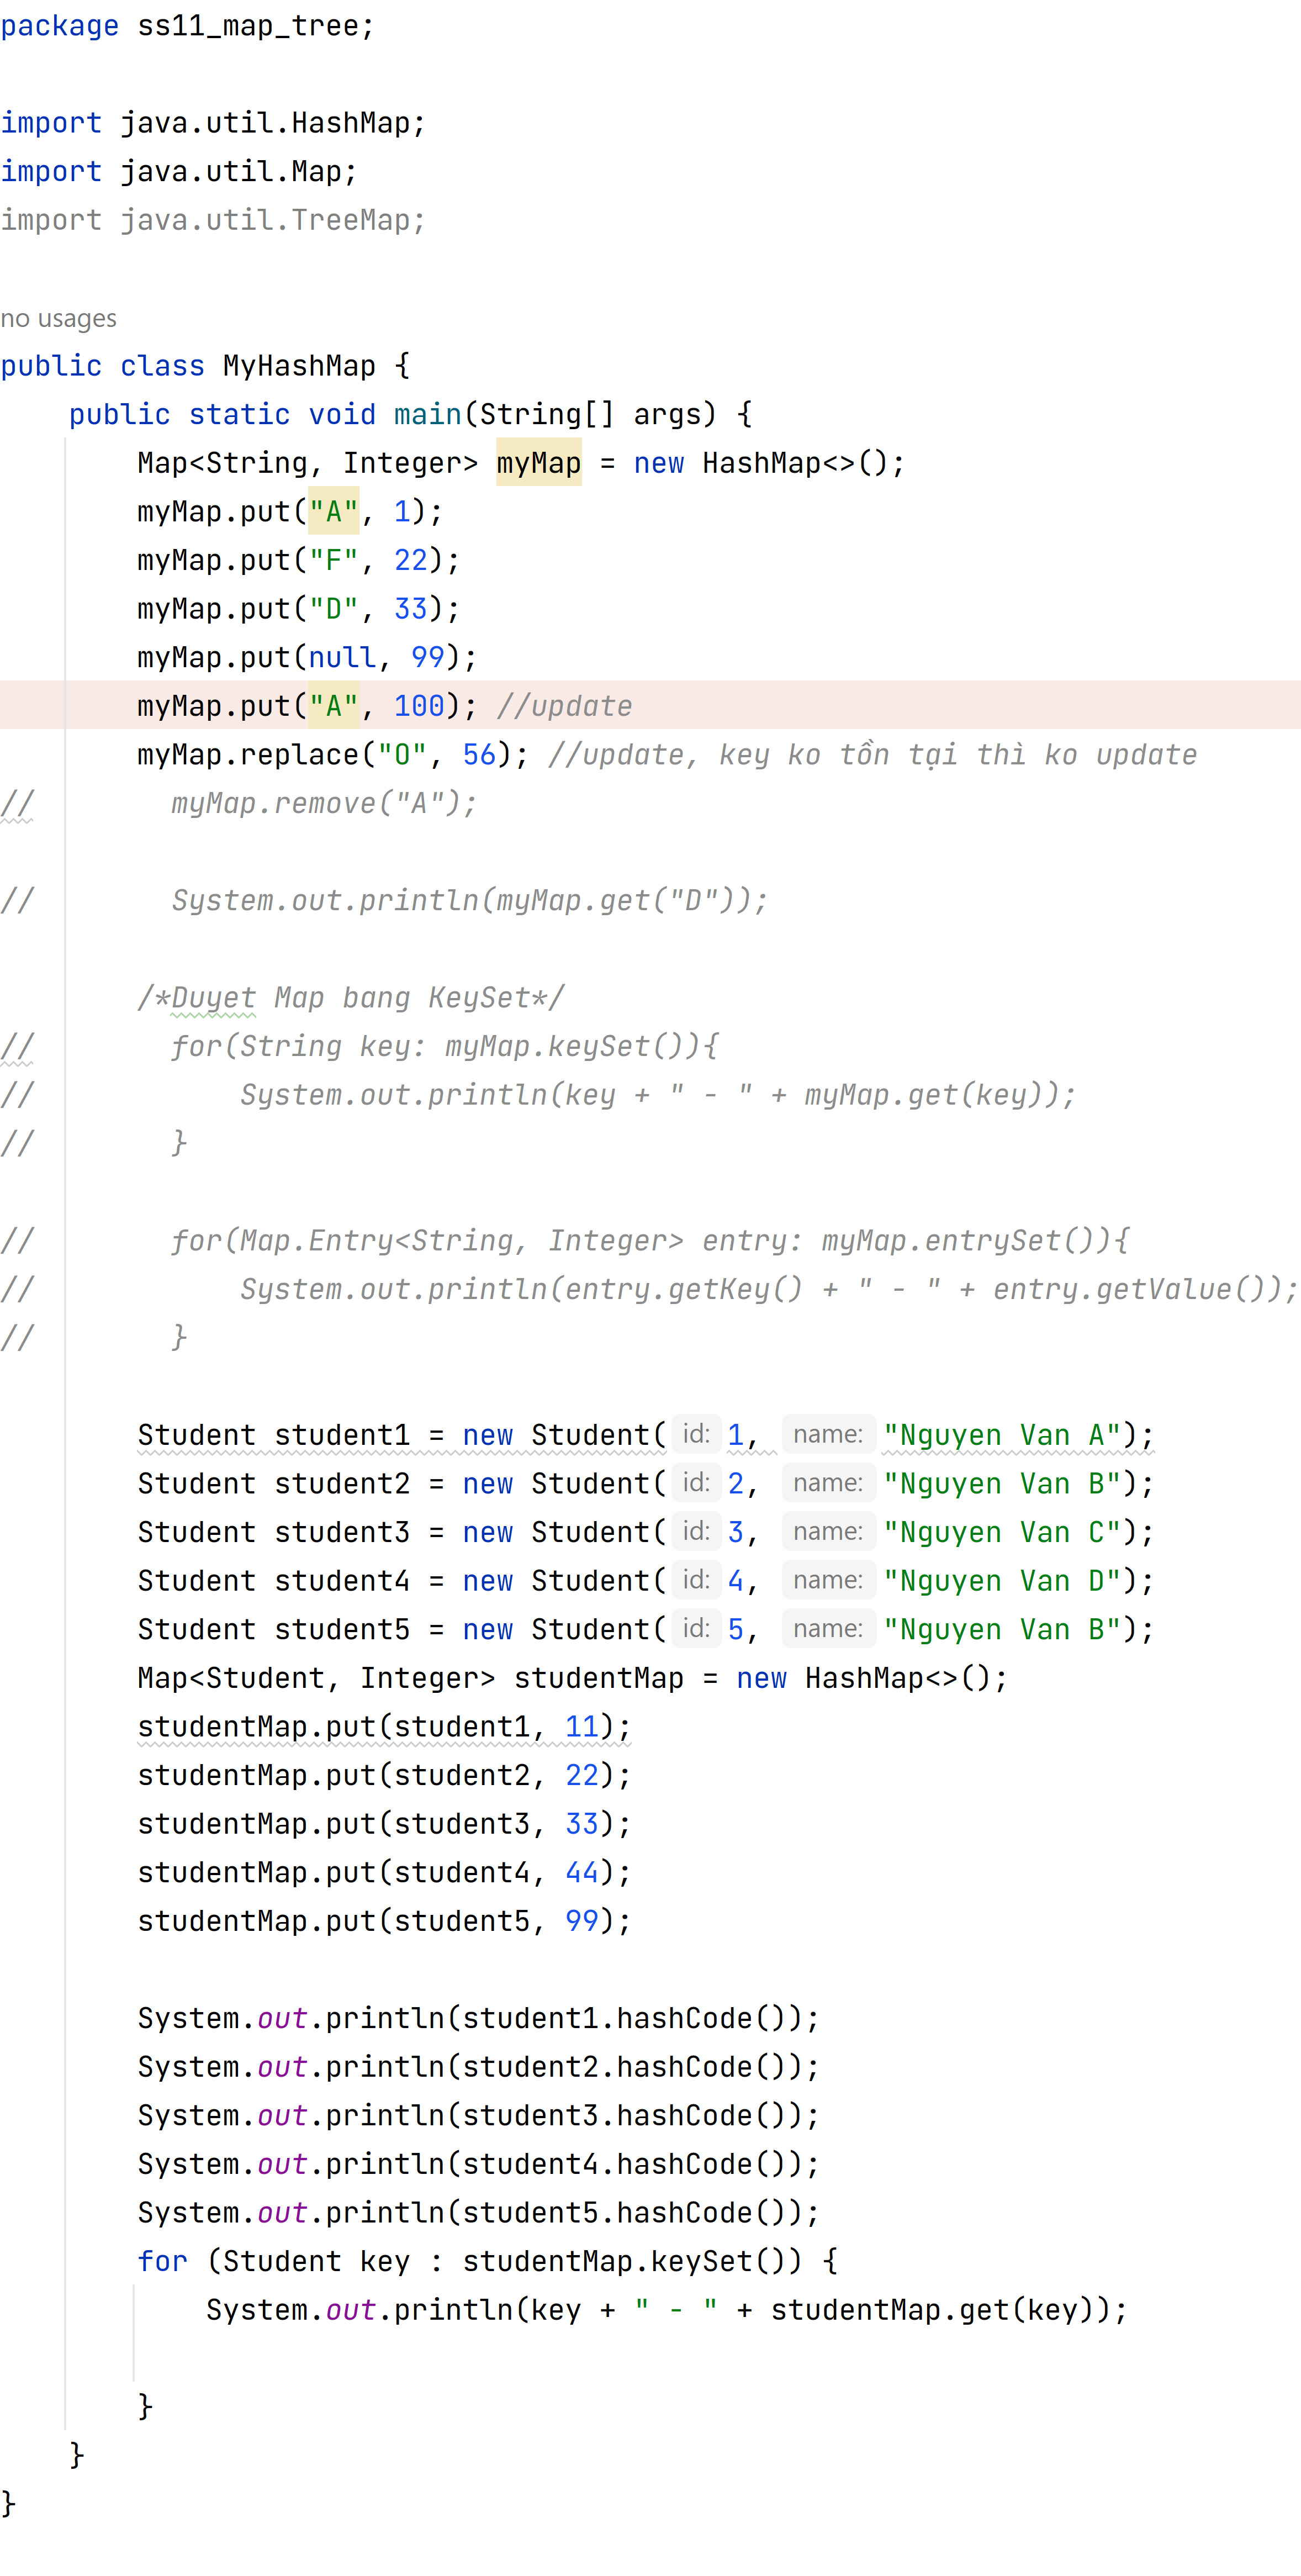 package ss11_map_tree;
import java.util.HashMap;
import java.util.Map;
import java.util.TreeMap;
no usages
public class MyHashMap {
    public static void main(String[] args) {
        Map<String, Integer> myMap = new HashMap<>();
        myMap.put("A", 1);
        myMap.put("F", 22);
        myMap.put("D", 33);
        myMap.put(null, 99);
        myMap.put("A", 100); //update
        myMap.replace("O", 56); //update, key ko tồn tại thì ko update
//        myMap.remove("A");
//        System.out.println(myMap.get("D"));
        /*Duyet Map bang KeySet*/
//        for(String key: myMap.keySet()){
//            System.out.println(key + " - " + myMap.get(key));
//        }
//        for(Map.Entry<String, Integer> entry: myMap.entrySet()){
//            System.out.println(entry.getKey() + " - " + entry.getValue());
//        }
        Student student1 = new Student( id: 1, name: "Nguyen Van A");
        Student student2 = new Student( id: 2, name: "Nguyen Van B");
        Student student3 = new Student( id: 3, name: "Nguyen Van C");
        Student student4 = new Student( id: 4, name: "Nguyen Van D");
        Student student5 = new Student( id: 5, name: "Nguyen Van B");
        Map<Student, Integer> studentMap = new HashMap<>();
        studentMap.put(student1, 11);
        studentMap.put(student2, 22);
        studentMap.put(student3, 33);
        studentMap.put(student4, 44);
        studentMap.put(student5, 99);
        System.out.println(student1.hashCode());
        System.out.println(student2.hashCode());
        System.out.println(student3.hashCode());
        System.out.println(student4.hashCode());
        System.out.println(student5.hashCode());
        for (Student key : studentMap.keySet()) {
            System.out.println(key + " - " + studentMap.get(key));
        }
    }
}